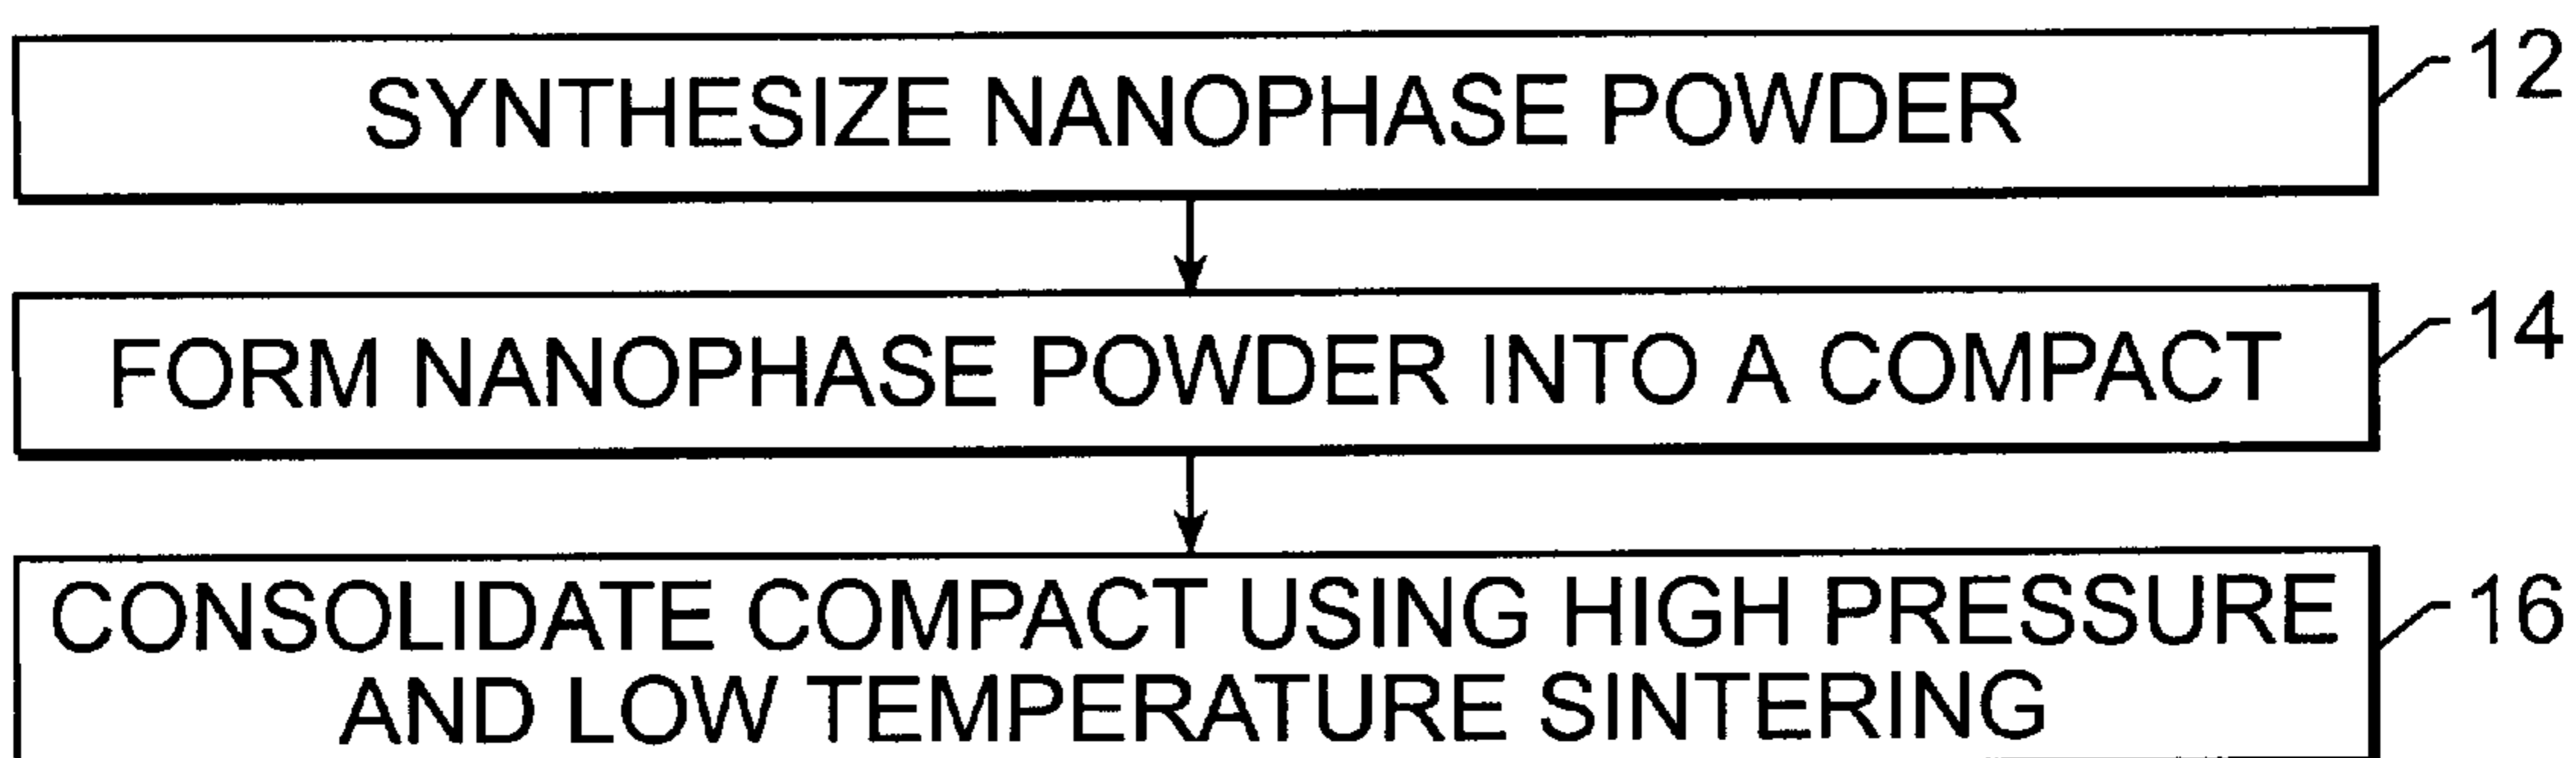 SYNTHESIZE NANOPHASE POWDER
12
FORM NANOPHASE POWDER INTO A COMPACT
14
CONSOLIDATE COMPACT USING HIGH PRESSURE
AND LOW TEMPERATURE SINTERING
16